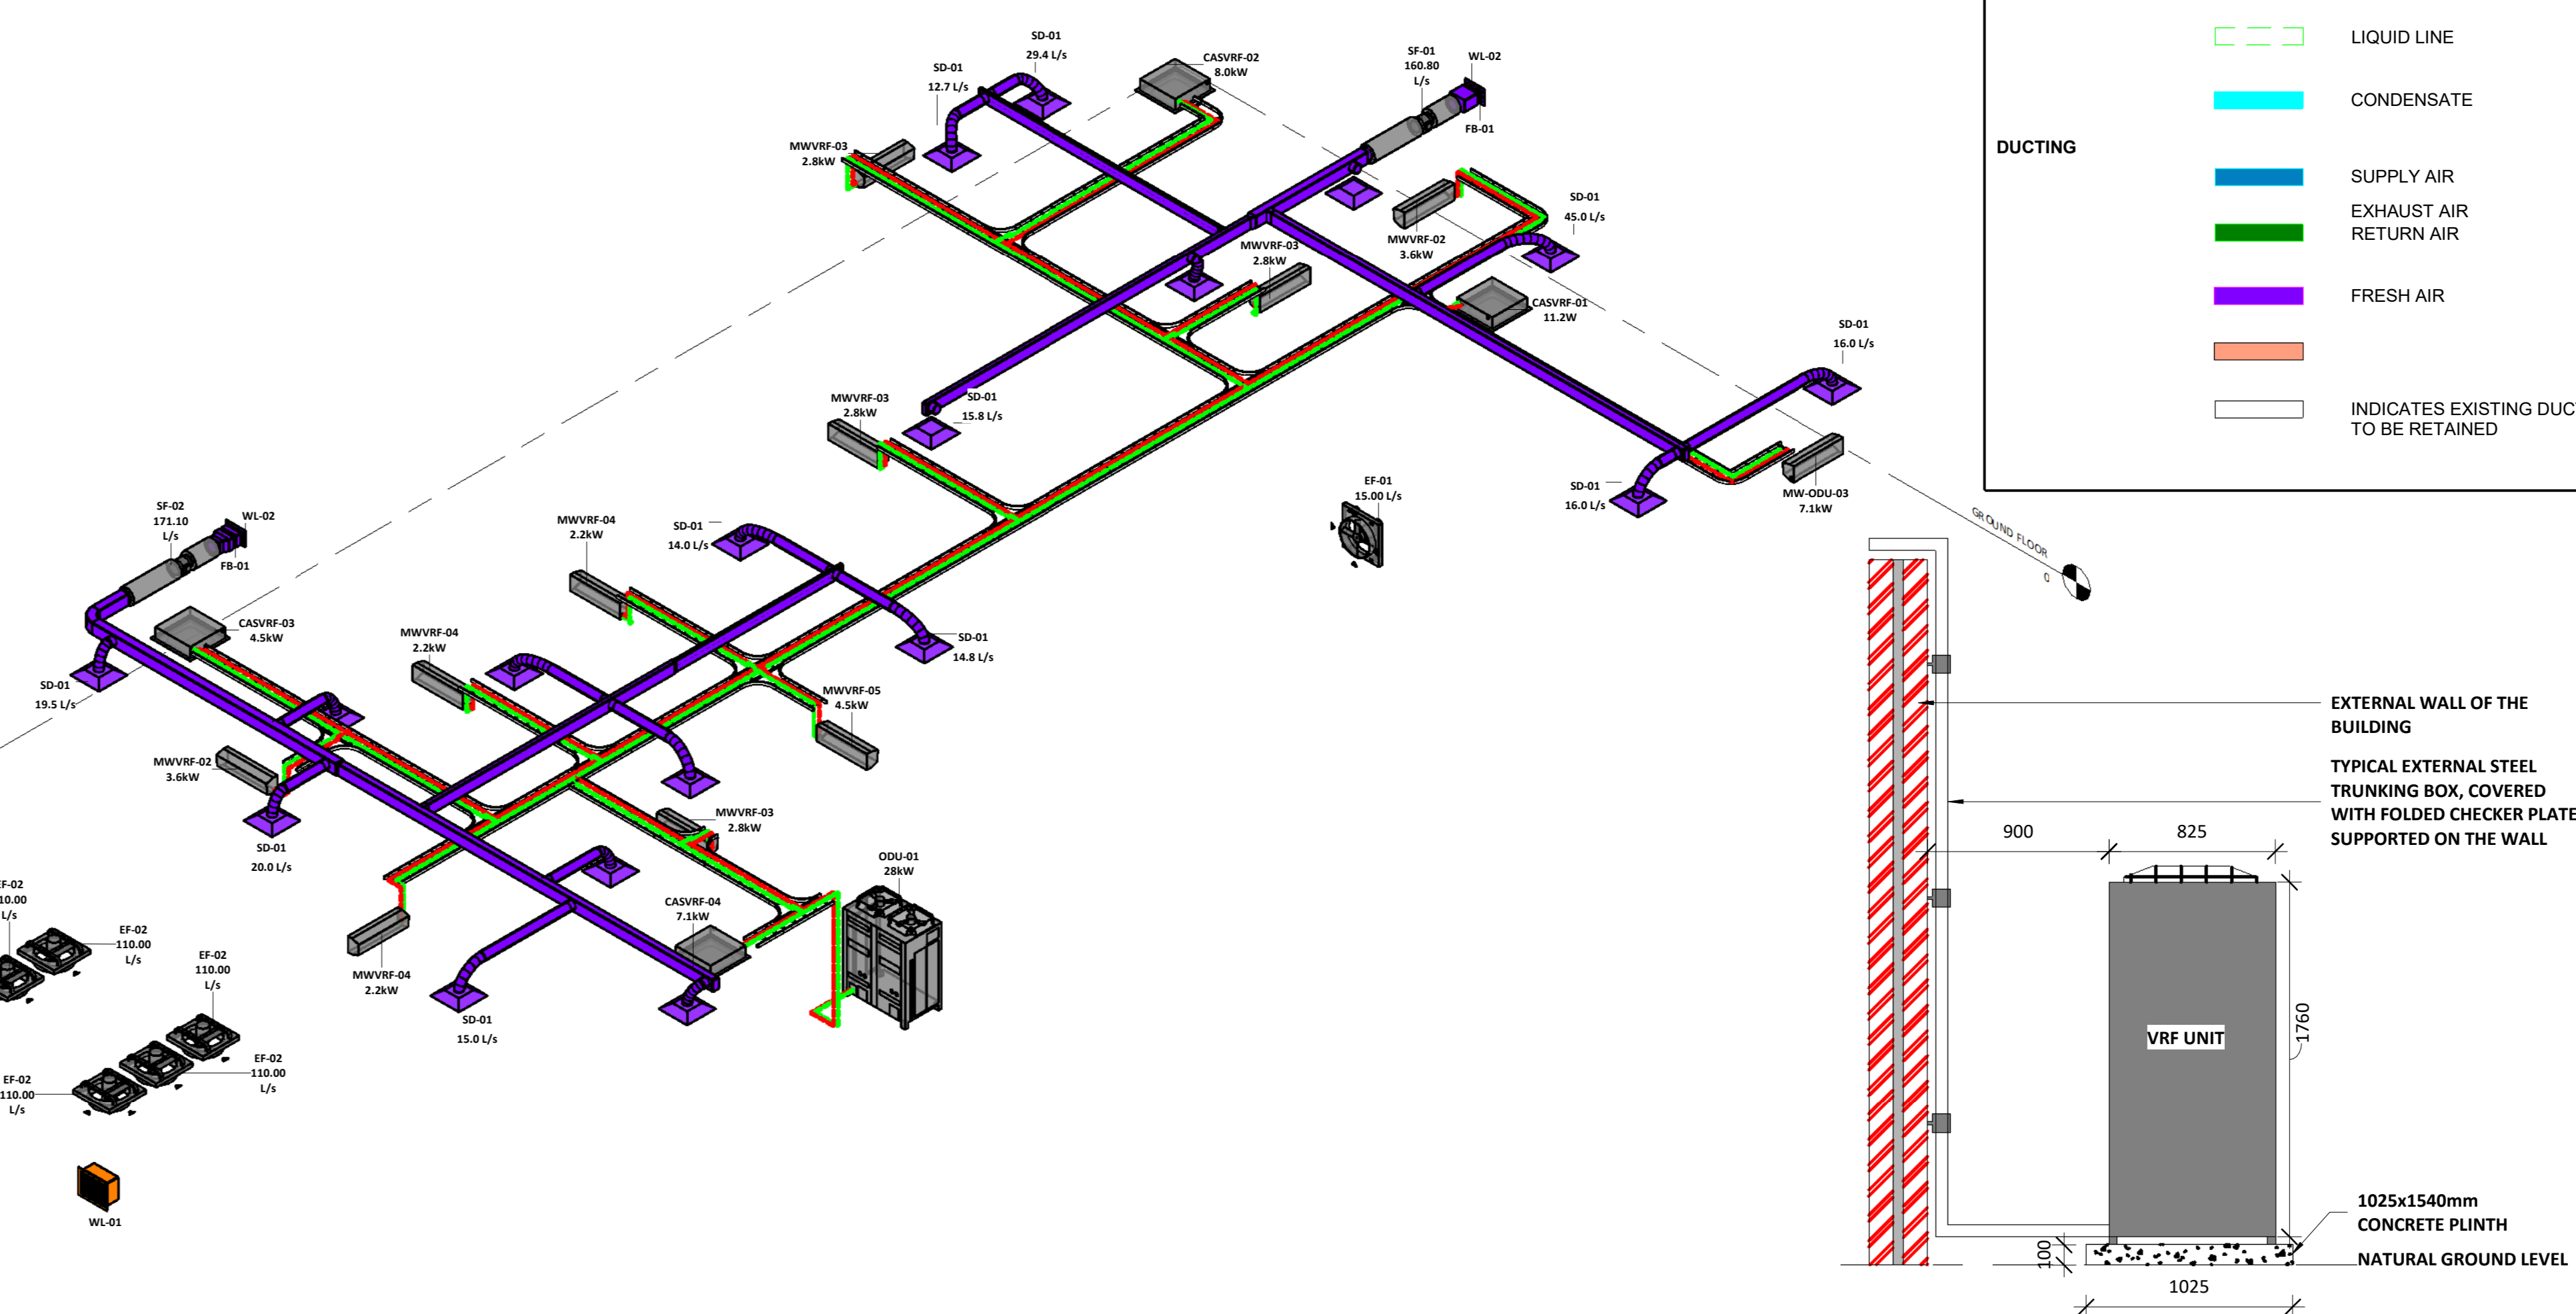 SD-01
29.4 L/s
SD-01
12.7 L/s
CASVRF-02
8.0kW
SF-01
160.80
L/s
WL-02
FB-01
MWVRF-03
2.8kW
SD-01
45.0 L/s
MWVRF-02
3.6kW
MWVRF-03
2.8kW
CASVRF-01
11.2W
SD-01
16.0 L/s
MWVRF-03
2.8kW
SD-01
15.8 L/s
SD-01
16.0 L/s
MW-ODU-03
7.1kW
EF-01
15.00 L/s
GROUND FLOOR
0
SF-02
171.10
L/s
WL-02
FB-01
MWVRF-04
2.2kW
SD-01
14.0 L/s
CASVRF-03
4.5kW
MWVRF-04
2.2kW
SD-01
14.8 L/s
SD-01
19.5 L/s
MWVRF-05
4.5kW
MWVRF-02
3.6kW
MWVRF-03
2.8kW
SD-01
20.0 L/s
ODU-01
28kW
CASVRF-04
7.1kW
MWVRF-04
2.2kW
SD-01
15.0 L/s
EF-02
110.00
L/s
EF-02
110.00
L/s
EF-02
110.00
L/s
EF-02
110.00
L/s
L/s
WL-01
DUCTING
LIQUID LINE
CONDENSATE
SUPPLY AIR
EXHAUST AIR
RETURN AIR
FRESH AIR
INDICATES EXISTING DUC
TO BE RETAINED
EXTERNAL WALL OF THE
BUILDING
TYPICAL EXTERNAL STEEL
TRUNKING BOX, COVERED
WITH FOLDED CHECKER PLATE
SUPPORTED ON THE WALL
900
825
VRF UNIT
1760
1025x1540mm
CONCRETE PLINTH
NATURAL GROUND LEVEL
100
1025